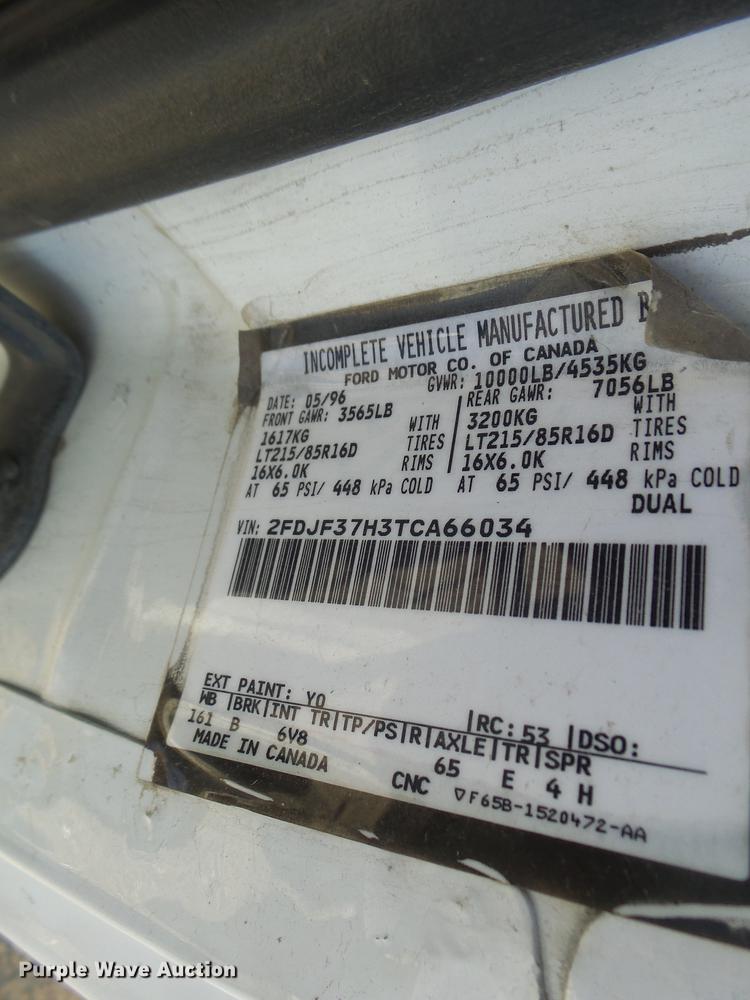 INCOMPLETE VEHICLE MANUFACTURED B
FORD MOTOR CO. OF CANADA
DATE: 05/96 GVWR: 10000LB/4535KG
FRONT GAWR: 3565LB REAR GAWR: 7056LB
1617KG WITH 3200KG WITH
LT215/85R16D TIRES LT215/85R16D TIRES
16X6.0K RIMS 16X6.0K RIMS
AT 65 PSI/ 448 kPa COLD AT 65 PSI/ 448 kPa COLD
DUAL
VIN: 2FDJF37H3TCA66034
EXT PAINT: YO RC: 53 DSO:
WB |BRK|INT TR|TP/PS|R|AXLE|TR|SPR
161 B 6V8 65 E 4 H
MADE IN CANADA CNC ▽F65B-1520472-AA
Purple Wave Auction